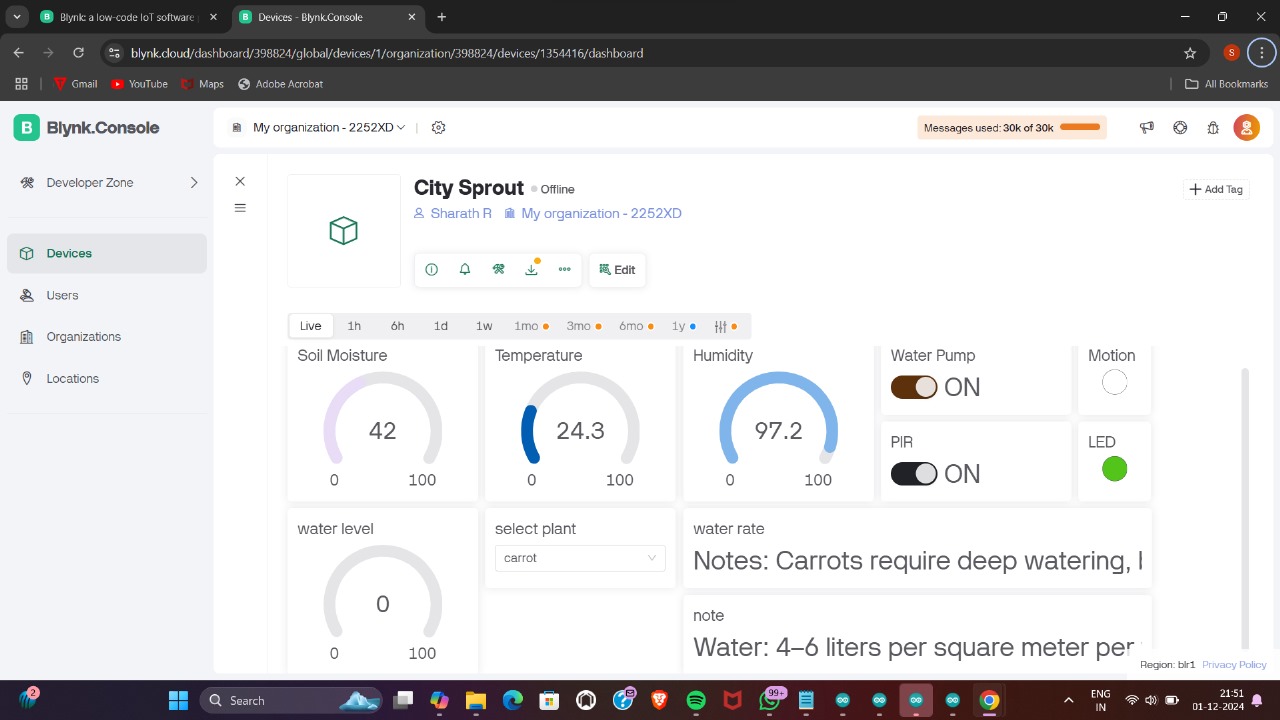 Blynk: a low-code IoT software
Devices - Blynk.Console
blynk.cloud/dashboard/398824/global/devices/1/organization/398824/devices/1354416/dashboard
S
Gmail
YouTube
Maps
Adobe Acrobat
All Bookmarks
B
Blynk.Console
My organization - 2252XD
Messages used: 30k of 30k
Developer Zone
Devices
Users
Organizations
Locations
City Sprout
Offline
Add Tag
Sharath R
My organization - 2252XD
Edit
Live 1h 6h 1d 1w 1mo 3mo 6mo 1y
Soil Moisture
42
0 100
Temperature
24.3
0 100
Humidity
97.2
0 100
Water Pump
ON
Motion
PIR
ON
LED
water level
0
0 100
select plant
carrot
water rate
Notes: Carrots require deep watering,
note
Water: 4–6 liters per square meter per
Region: blr1 Privacy Policy
2
Search
99+
ENG
IN
21:51
01-12-2024